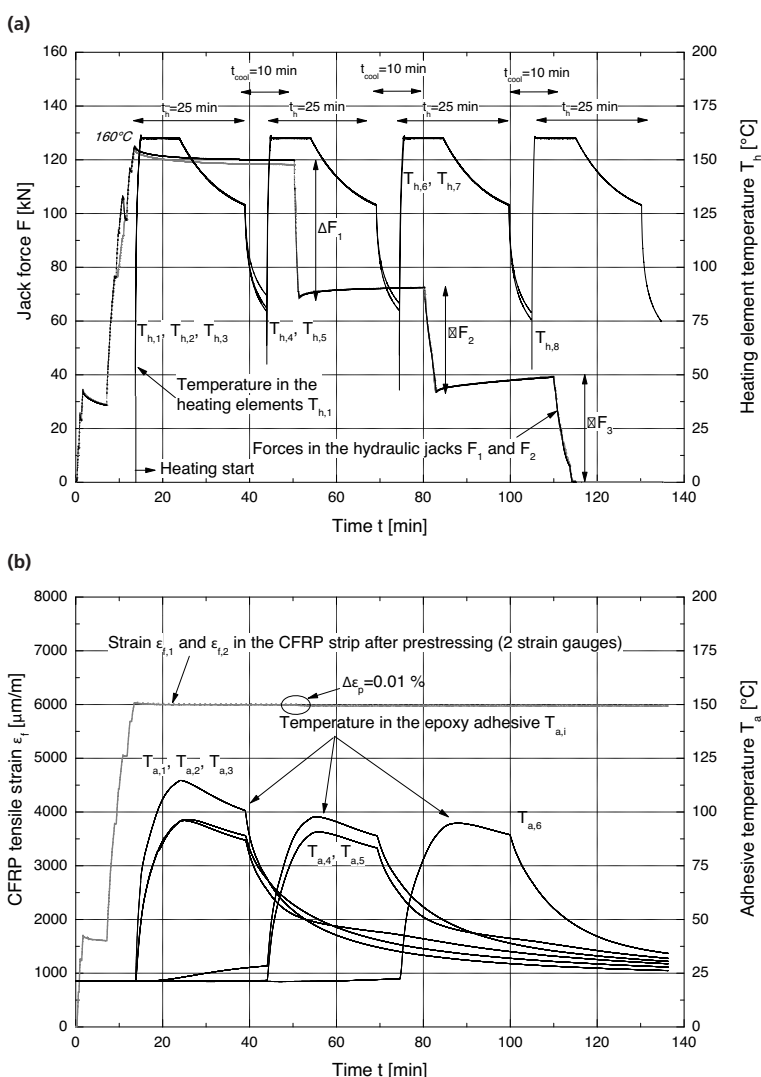 (a)
160
140
120
100
80
60
40
20
0
Jack force F [kN]
200
175
150
125
100
75
50
25
0
Heating element temperature T_h [°C]
t_cool=10 min
t_cool=10 min
t_cool=10 min
t_h=25 min
t_h=25 min
t_h=25 min
t_h=25 min
160°C
T_h,6, T_h,7
ΔF_1
T_h,1, T_h,2, T_h,3
T_h,4, T_h,5
F_2
T_h,8
Temperature in the
heating elements T_h,1
F_3
Forces in the hydraulic jacks F_1 and F_2
Heating start
0 20 40 60 80 100 120 140
Time t [min]
(b)
8000
7000
6000
5000
4000
3000
2000
1000
0
CFRP tensile strain ε_f [μm/m]
200
175
150
125
100
75
50
25
0
Adhesive temperature T_a [°C]
Strain ε_f,1 and ε_f,2 in the CFRP strip after prestressing (2 strain gauges)
Δε_p=0.01 %
Temperature in the epoxy adhesive T_a,i
T_a,1, T_a,2, T_a,3
T_a,6
T_a,4, T_a,5
0 20 40 60 80 100 120 140
Time t [min]